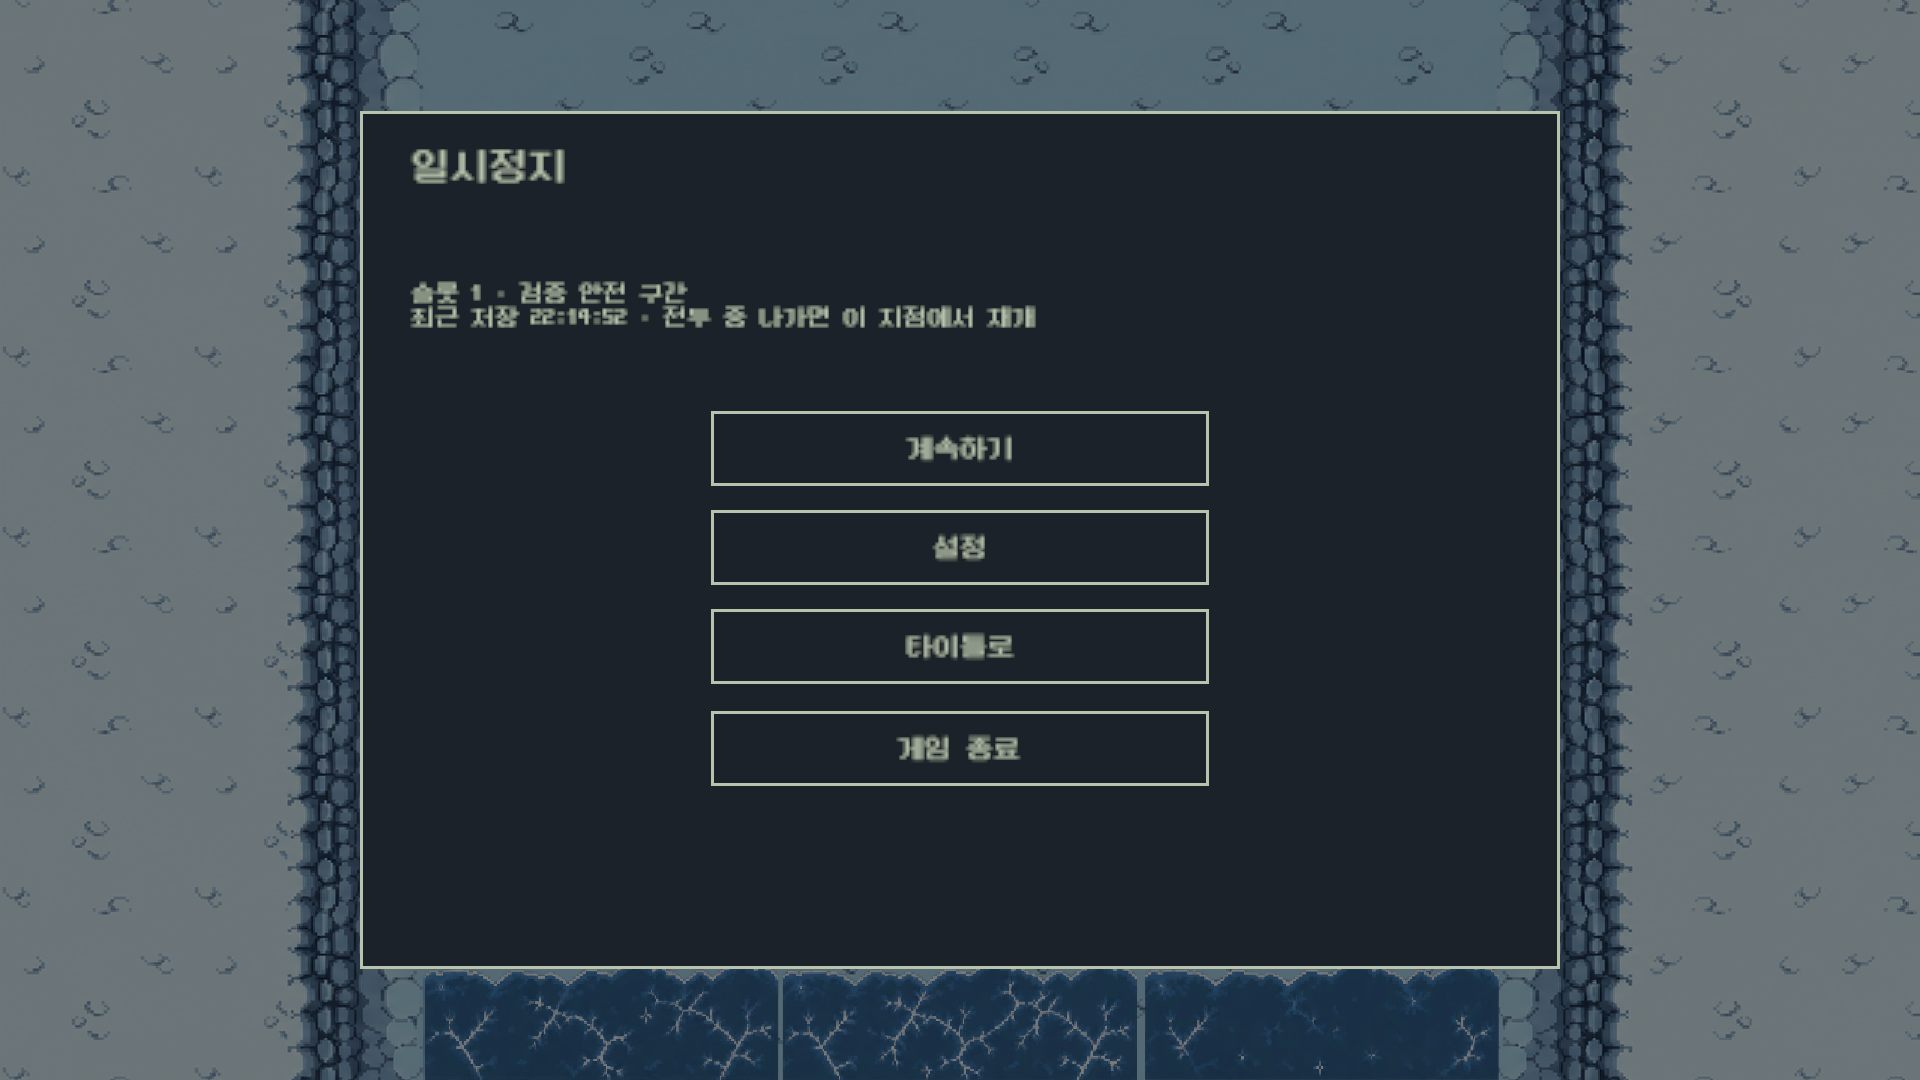 일시정지
슬롯 1 · 검증 안전 구간
최근 저장 22:14:52 · 전투 중 나가면 이 지점에서 재개
계속하기
설정
타이틀로
게임 종료